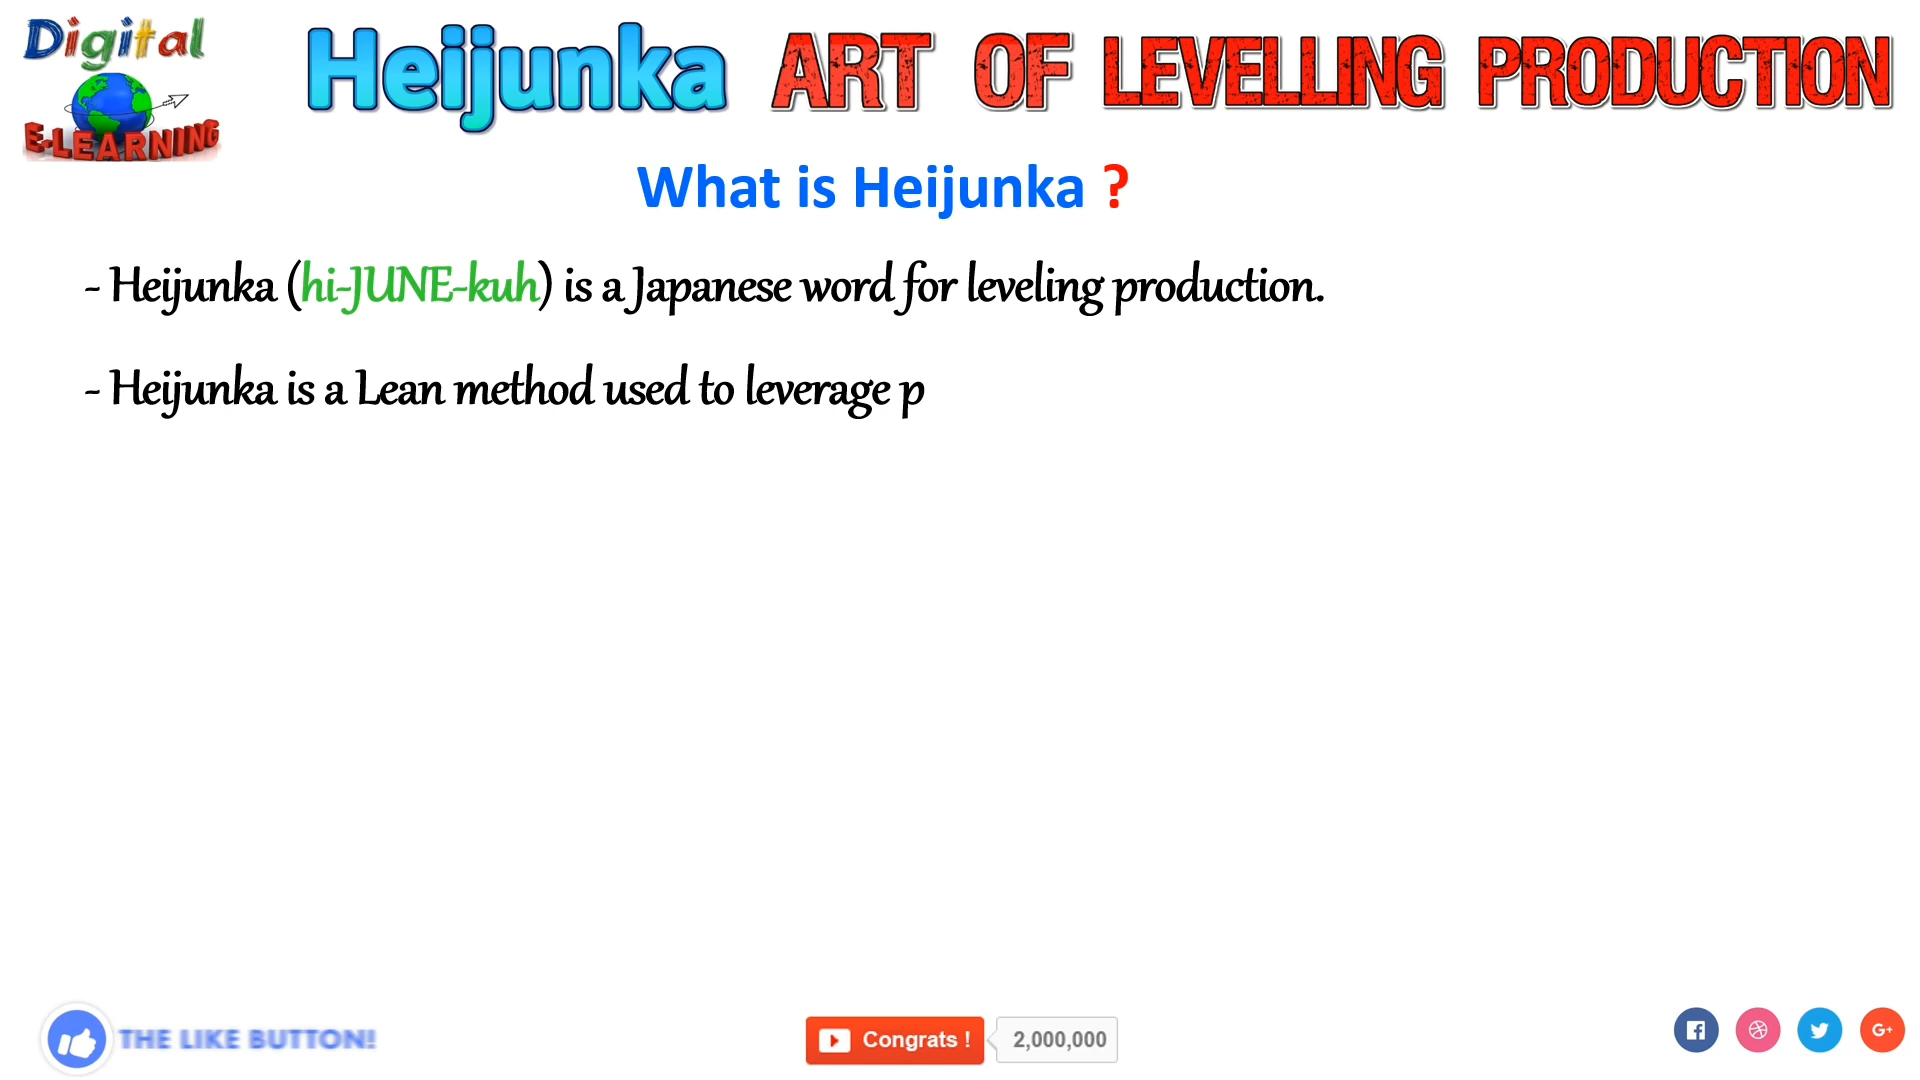 Digital
E-LEARNING
Heijunka ART OF LEVELLING PRODUCTION
What is Heijunka ?
- Heijunka (hi-JUNE-kuh) is a Japanese word for leveling production.
- Heijunka is a Lean method used to leverage p
THE LIKE BUTTON!
Congrats ! 2,000,000
G+